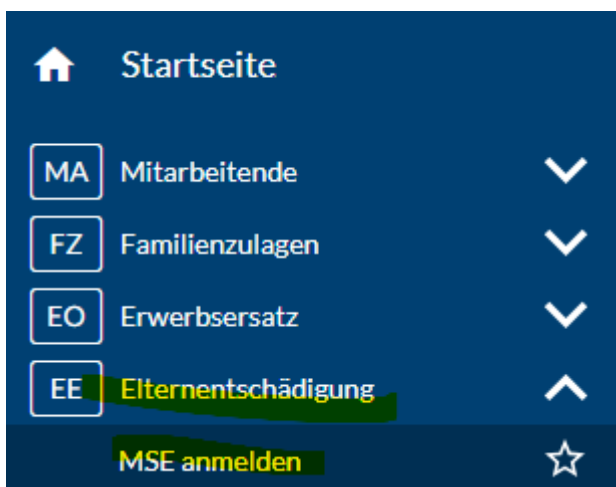 Startseite
MA Mitarbeitende
FZ Familienzulagen
EO Erwerbsersatz
EE Elternentschädigung
MSE anmelden